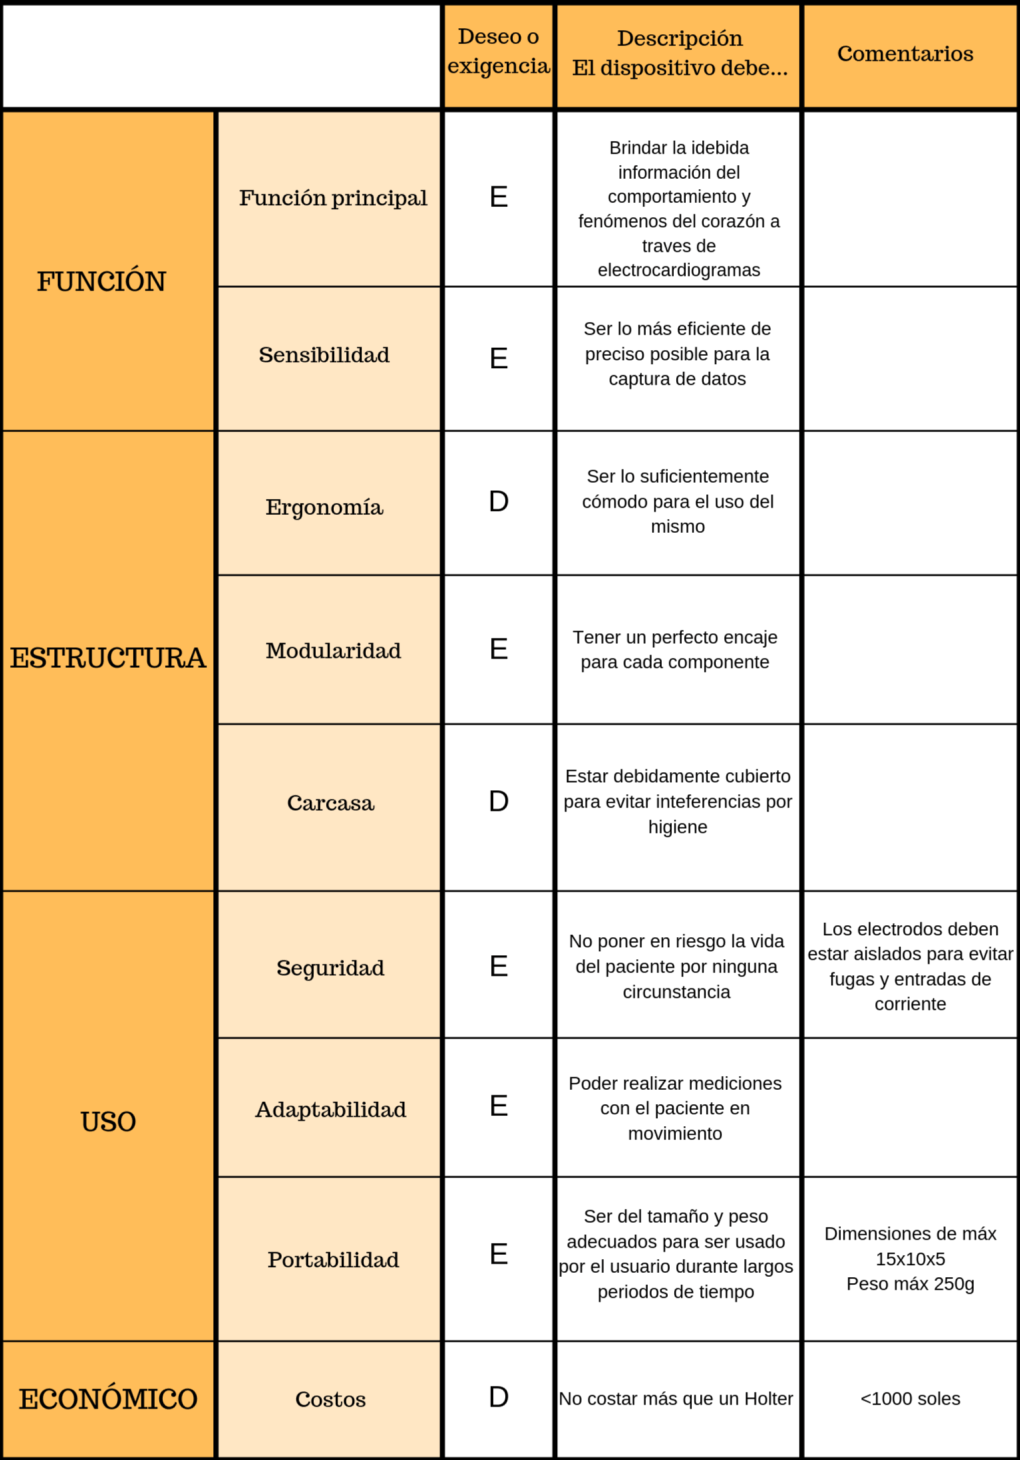 Deseo o
exigencia
Descripción
El dispositivo debe...
Comentarios
FUNCIÓN
Función principal
E
Brindar la idebida
información del
comportamiento y
fenómenos del corazón a
traves de
electrocardiogramas
Sensibilidad
E
Ser lo más eficiente de
preciso posible para la
captura de datos
ESTRUCTURA
Ergonomía
D
Ser lo suficientemente
cómodo para el uso del
mismo
Modularidad
E
Tener un perfecto encaje
para cada componente
Carcasa
D
Estar debidamente cubierto
para evitar inteferencias por
higiene
USO
Seguridad
E
No poner en riesgo la vida
del paciente por ninguna
circunstancia
Los electrodos deben
estar aislados para evitar
fugas y entradas de
corriente
Adaptabilidad
E
Poder realizar mediciones
con el paciente en
movimiento
Portabilidad
E
Ser del tamaño y peso
adecuados para ser usado
por el usuario durante largos
periodos de tiempo
Dimensiones de máx
15x10x5
Peso máx 250g
ECONÓMICO
Costos
D
No costar más que un Holter
<1000 soles